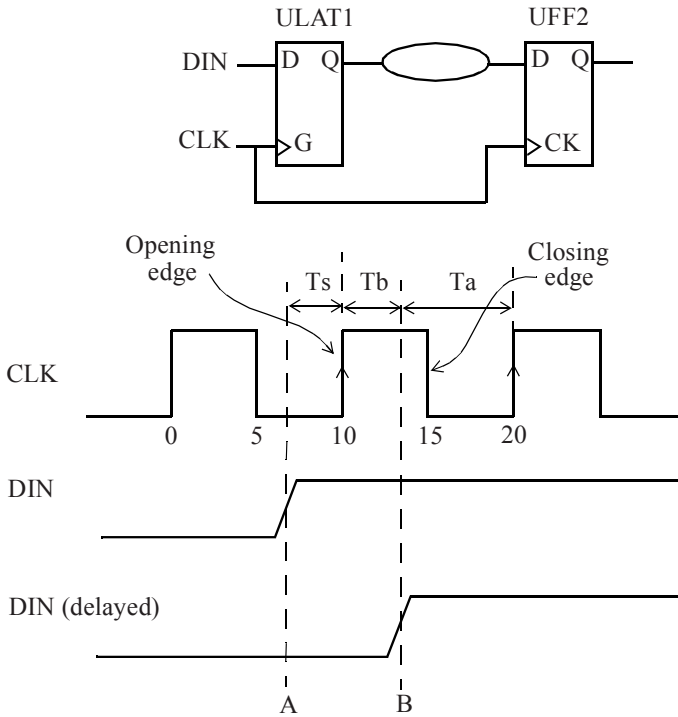 ULAT1
UFF2
DIN
D Q
D Q
CLK
G
CK
Opening
edge
Closing
edge
Ts Tb Ta
CLK
0 5 10 15 20
DIN
DIN (delayed)
A B